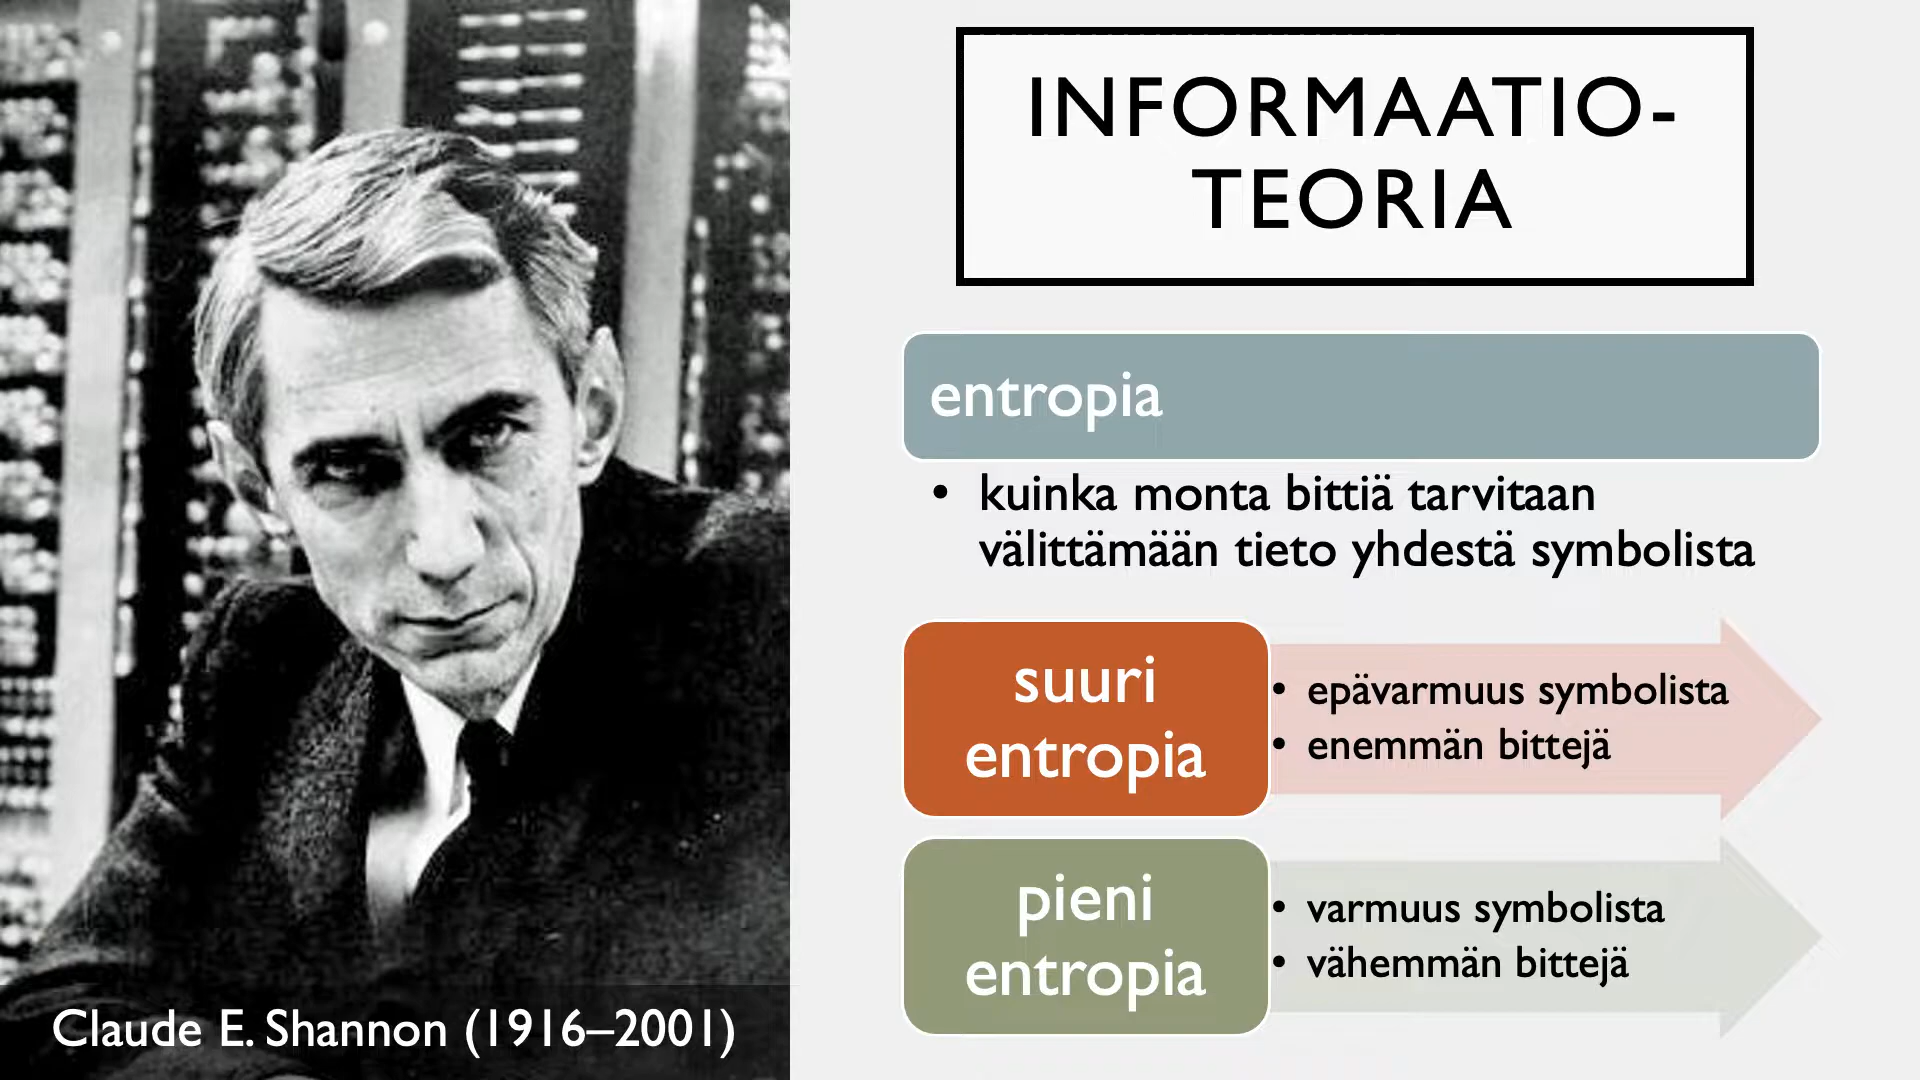 INFORMAATIO-
TEORIA
entropia
• kuinka monta bittiä tarvitaan
välittämään tieto yhdestä symbolista
suuri
entropia
• epävarmuus symbolista
• enemmän bittejä
pieni
entropia
• varmuus symbolista
• vähemmän bittejä
Claude E. Shannon (1916–2001)